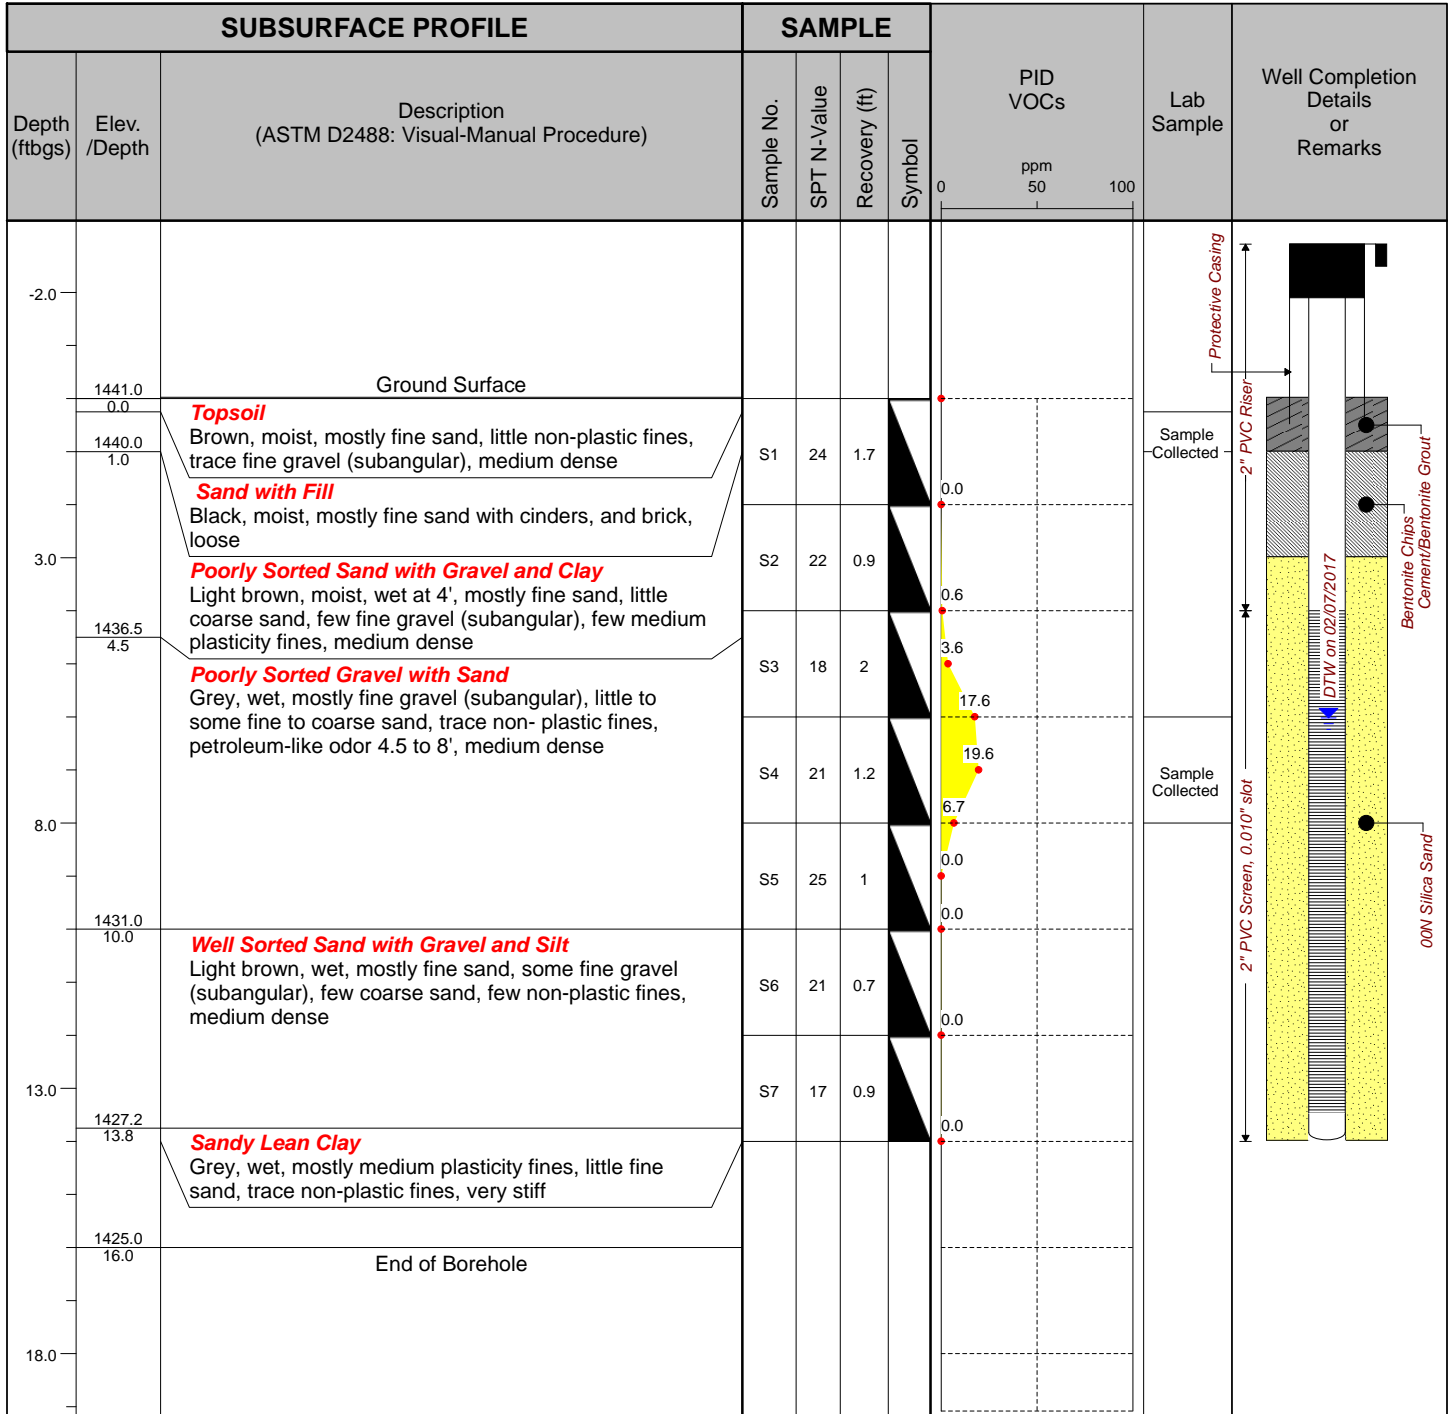 SUBSURFACE PROFILE
SAMPLE
Depth
(ftbgs)
Elev.
/Depth
Description
(ASTM D2488: Visual-Manual Procedure)
Sample No.
SPT N-Value
Recovery (ft)
Symbol
PID
VOCs
ppm
0 50 100
Lab
Sample
Well Completion
Details
or
Remarks
-2.0
3.0
8.0
13.0
18.0
1441.0
0.0
1440.0
1.0
1436.5
4.5
1431.0
10.0
1427.2
13.8
1425.0
16.0
Ground Surface
Topsoil
Brown, moist, mostly fine sand, little non-plastic fines,
trace fine gravel (subangular), medium dense
Sand with Fill
Black, moist, mostly fine sand with cinders, and brick,
loose
Poorly Sorted Sand with Gravel and Clay
Light brown, moist, wet at 4', mostly fine sand, little
coarse sand, few fine gravel (subangular), few medium
plasticity fines, medium dense
Poorly Sorted Gravel with Sand
Grey, wet, mostly fine gravel (subangular), little to
some fine to coarse sand, trace non- plastic fines,
petroleum-like odor 4.5 to 8', medium dense
Well Sorted Sand with Gravel and Silt
Light brown, wet, mostly fine sand, some fine gravel
(subangular), few coarse sand, few non-plastic fines,
medium dense
Sandy Lean Clay
Grey, wet, mostly medium plasticity fines, little fine
sand, trace non-plastic fines, very stiff
End of Borehole
S1 24 1.7
S2 22 0.9
S3 18 2
S4 21 1.2
S5 25 1
S6 21 0.7
S7 17 0.9
0.0
0.6
3.6
17.6
19.6
6.7
0.0
0.0
0.0
0.0
Sample
Collected
Sample
Collected
Protective Casing
2" PVC Riser
2" PVC Screen, 0.010" slot
DTW on 02/07/2017
Bentonite Chips
Cement/Bentonite Grout
00N Silica Sand